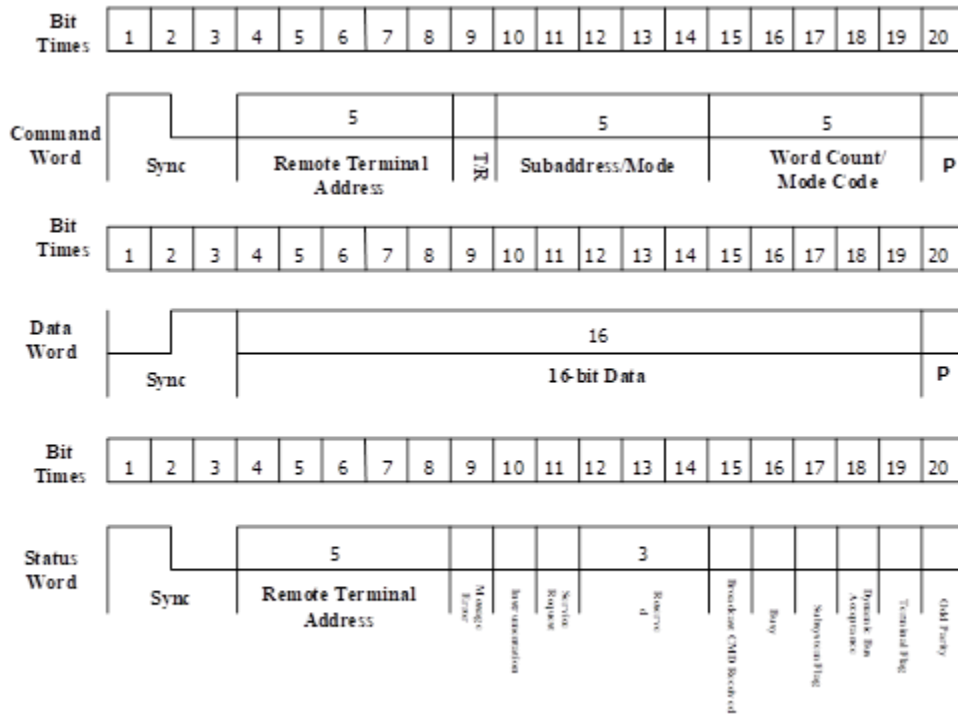 Bit
Times
1 2 3 4 5 6 7 8 9 10 11 12 13 14 15 16 17 18 19 20
Command
Word
5 5 5
Sync
Remote Terminal
Address
T/R
Subaddress/Mode
Word Count/
Mode Code
P
Bit
Times
1 2 3 4 5 6 7 8 9 10 11 12 13 14 15 16 17 18 19 20
Data
Word
16
Sync
16-bit Data
P
Bit
Times
1 2 3 4 5 6 7 8 9 10 11 12 13 14 15 16 17 18 19 20
Status
Word
5 3
Sync
Remote Terminal
Address
Message
Error
Instrumentation
Service
Request
Reserve
d
Broadcast CMD Received
Busy
Subsystem Flag
Dynamic Bus
Acceptance
Terminal Flag
Odd Parity